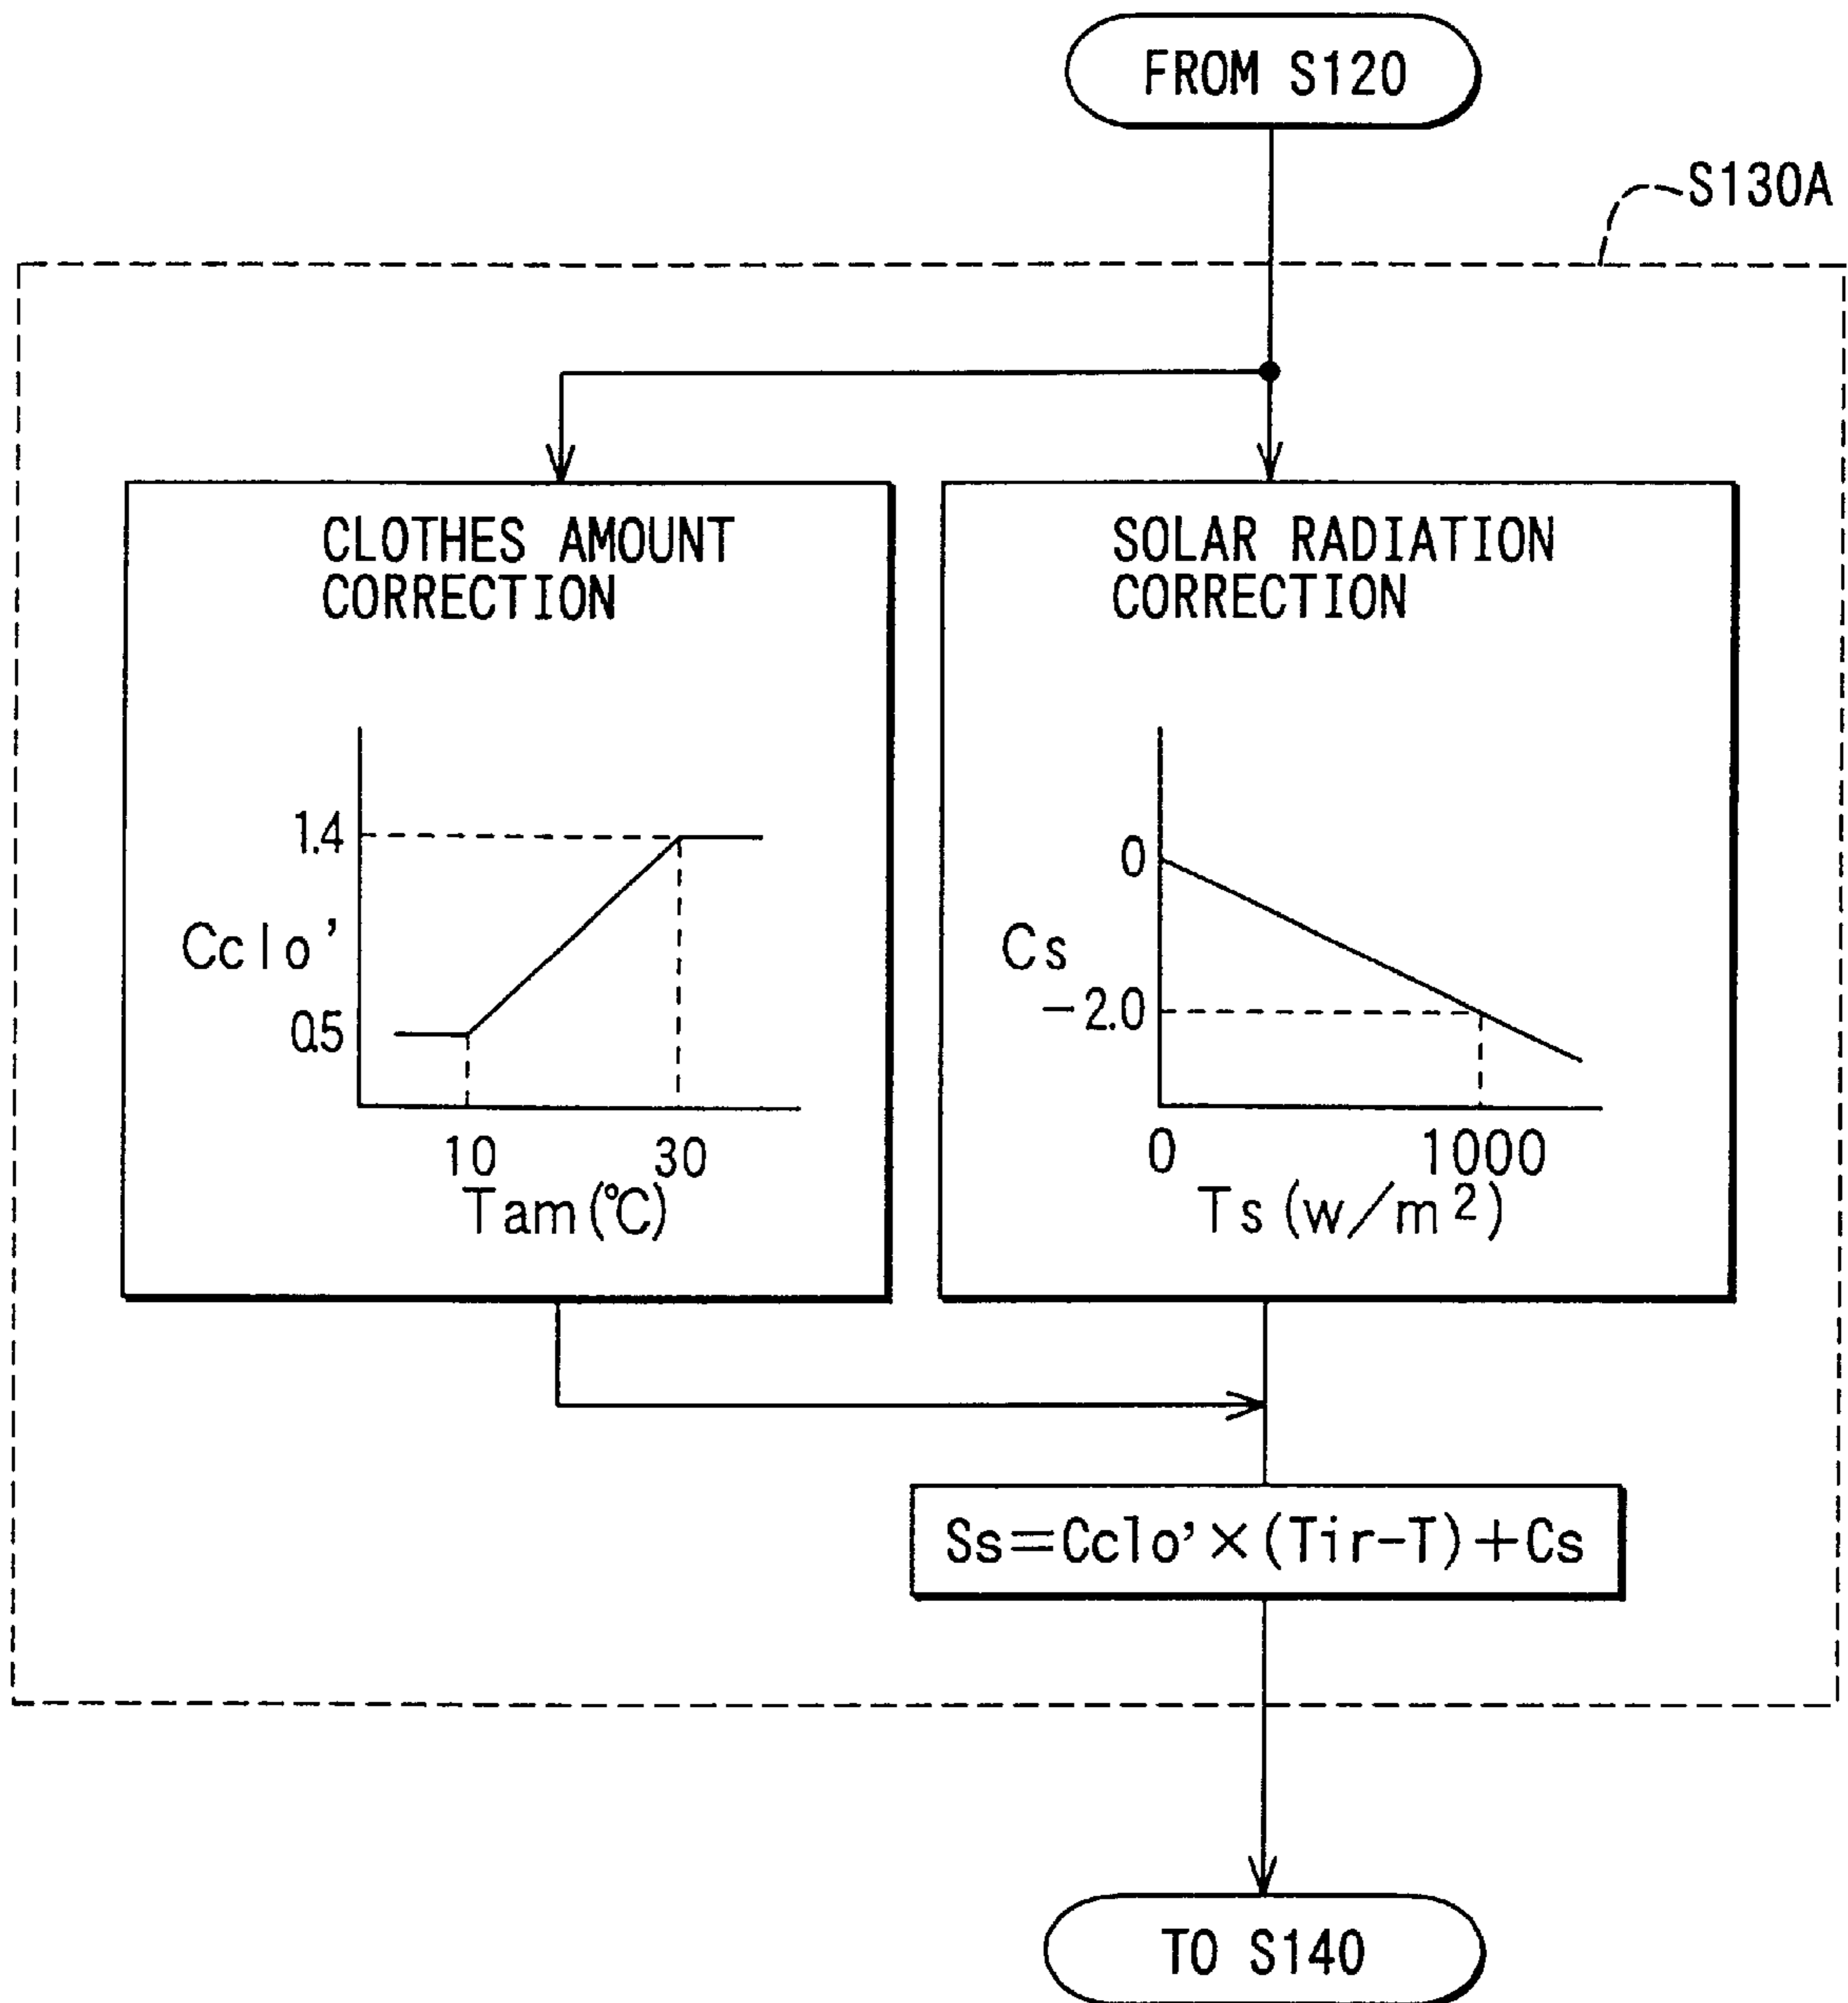 FROM S120
S130A
CLOTHES AMOUNT
CORRECTION
1.4
Cclo'
0.5
10
30
Tam(℃)
SOLAR RADIATION
CORRECTION
0
Cs
-2.0
0
1000
Ts(w/m²)
Ss=Cclo'×(Tir-T)+Cs
TO S140